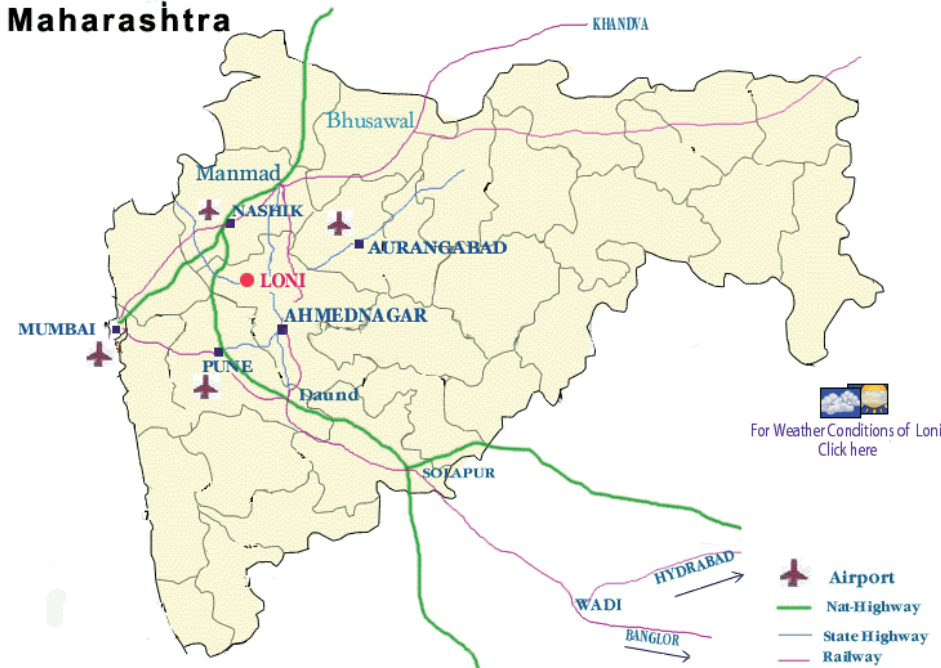 Maharashtra
KHANDVA
Bhusawal
Manmad
NASHIK
AURANGABAD
LONI
AHMEDNAGAR
MUMBAI
PUNE
Daund
For Weather Conditions of Loni
Click here
SOLAPUR
HYDRABAD
WADI
BANGLOR
Airport
Nat-Highway
State Highway
Railway